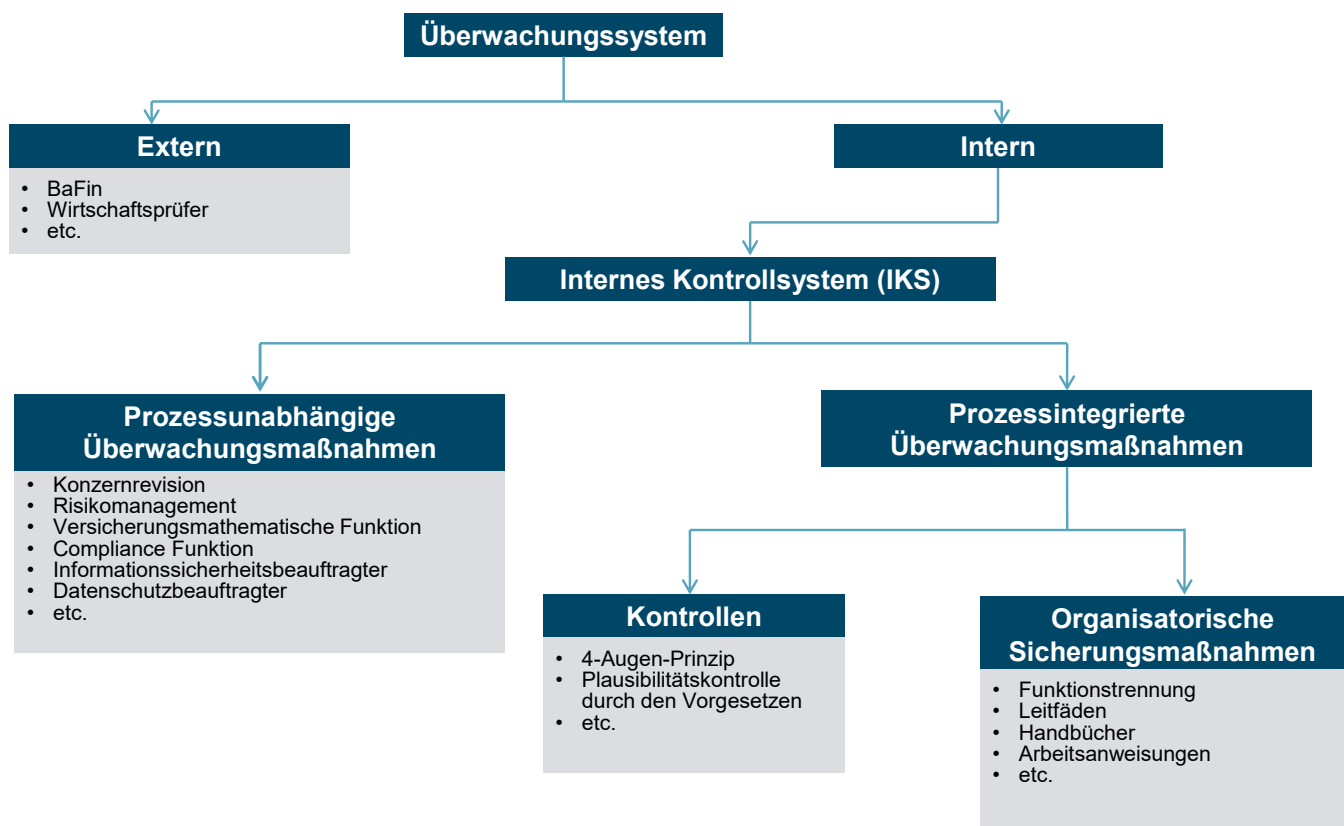 Überwachungssystem
Extern
• BaFin
• Wirtschaftsprüfer
• etc.
Intern
Internes Kontrollsystem (IKS)
Prozessunabhängige
Überwachungsmaßnahmen
• Konzernrevision
• Risikomanagement
• Versicherungsmathematische Funktion
• Compliance Funktion
• Informationssicherheitsbeauftragter
• Datenschutzbeauftragter
• etc.
Prozessintegrierte
Überwachungsmaßnahmen
Kontrollen
• 4-Augen-Prinzip
• Plausibilitätskontrolle
durch den Vorgesetzen
• etc.
Organisatorische
Sicherungsmaßnahmen
• Funktionstrennung
• Leitfäden
• Handbücher
• Arbeitsanweisungen
• etc.